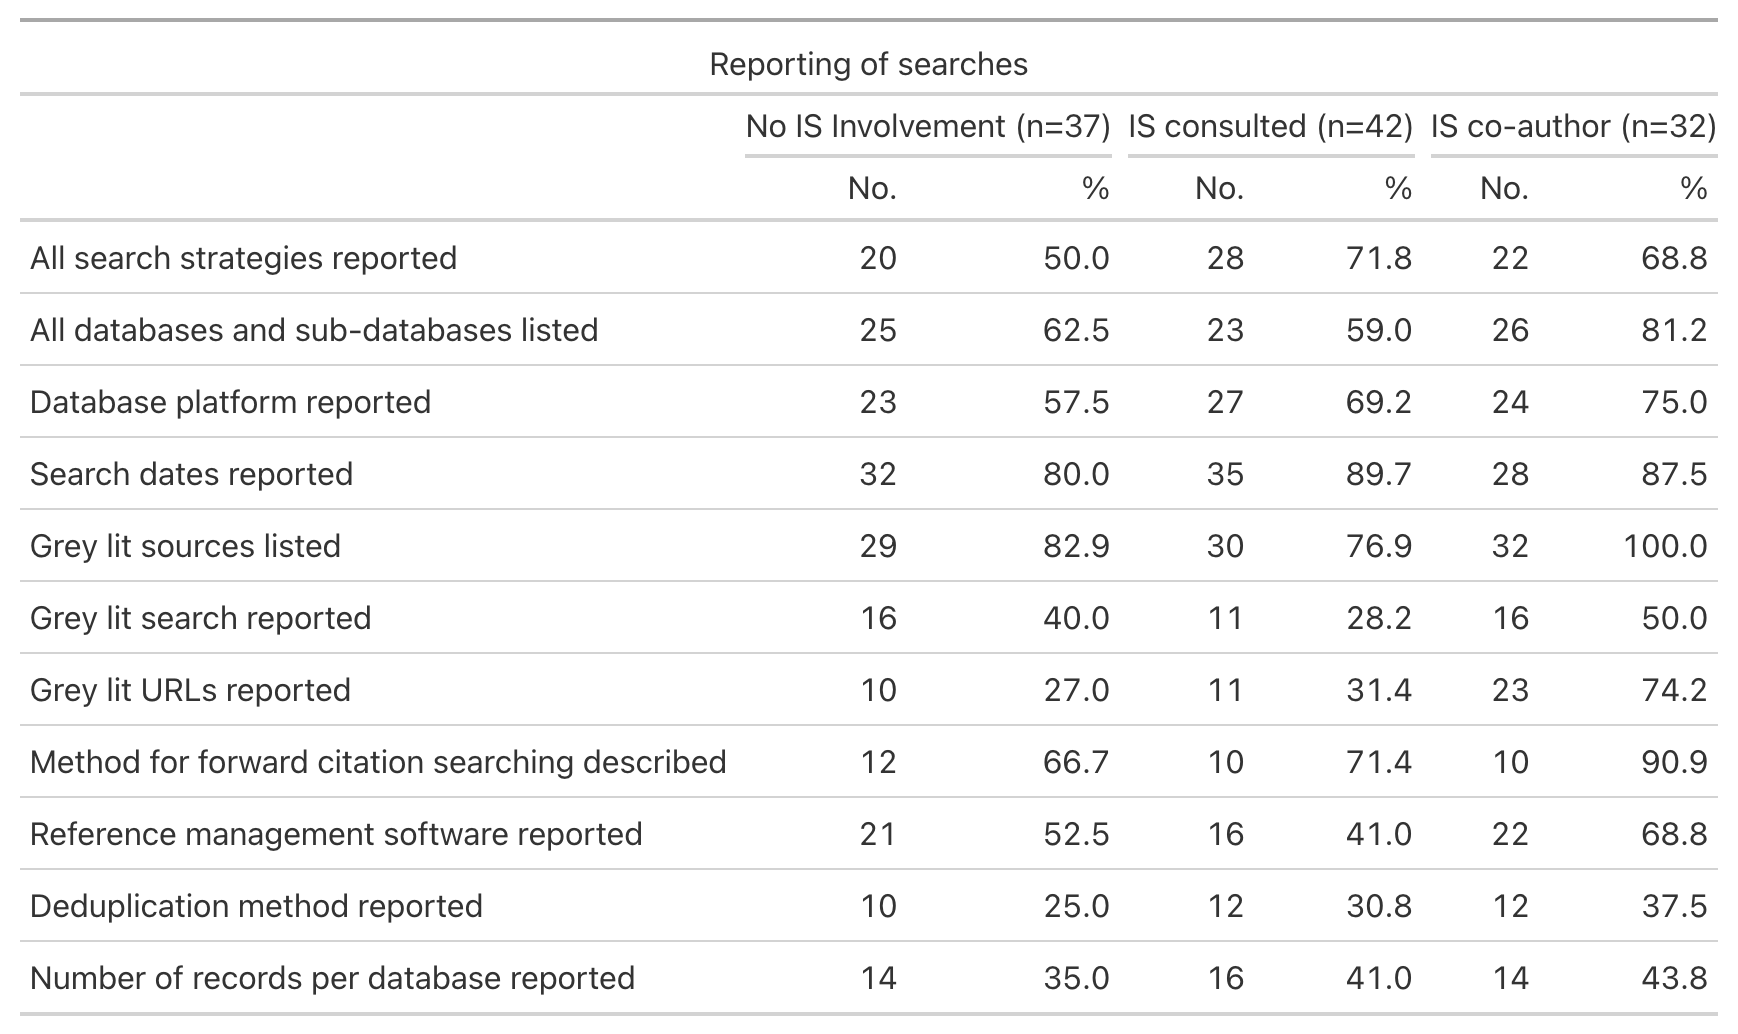 Reporting of searches
No IS Involvement (n=37) IS consulted (n=42) IS co-author (n=32)
No. % No. % No. %
All search strategies reported 20 50.0 28 71.8 22 68.8
All databases and sub-databases listed 25 62.5 23 59.0 26 81.2
Database platform reported 23 57.5 27 69.2 24 75.0
Search dates reported 32 80.0 35 89.7 28 87.5
Grey lit sources listed 29 82.9 30 76.9 32 100.0
Grey lit search reported 16 40.0 11 28.2 16 50.0
Grey lit URLs reported 10 27.0 11 31.4 23 74.2
Method for forward citation searching described 12 66.7 10 71.4 10 90.9
Reference management software reported 21 52.5 16 41.0 22 68.8
Deduplication method reported 10 25.0 12 30.8 12 37.5
Number of records per database reported 14 35.0 16 41.0 14 43.8